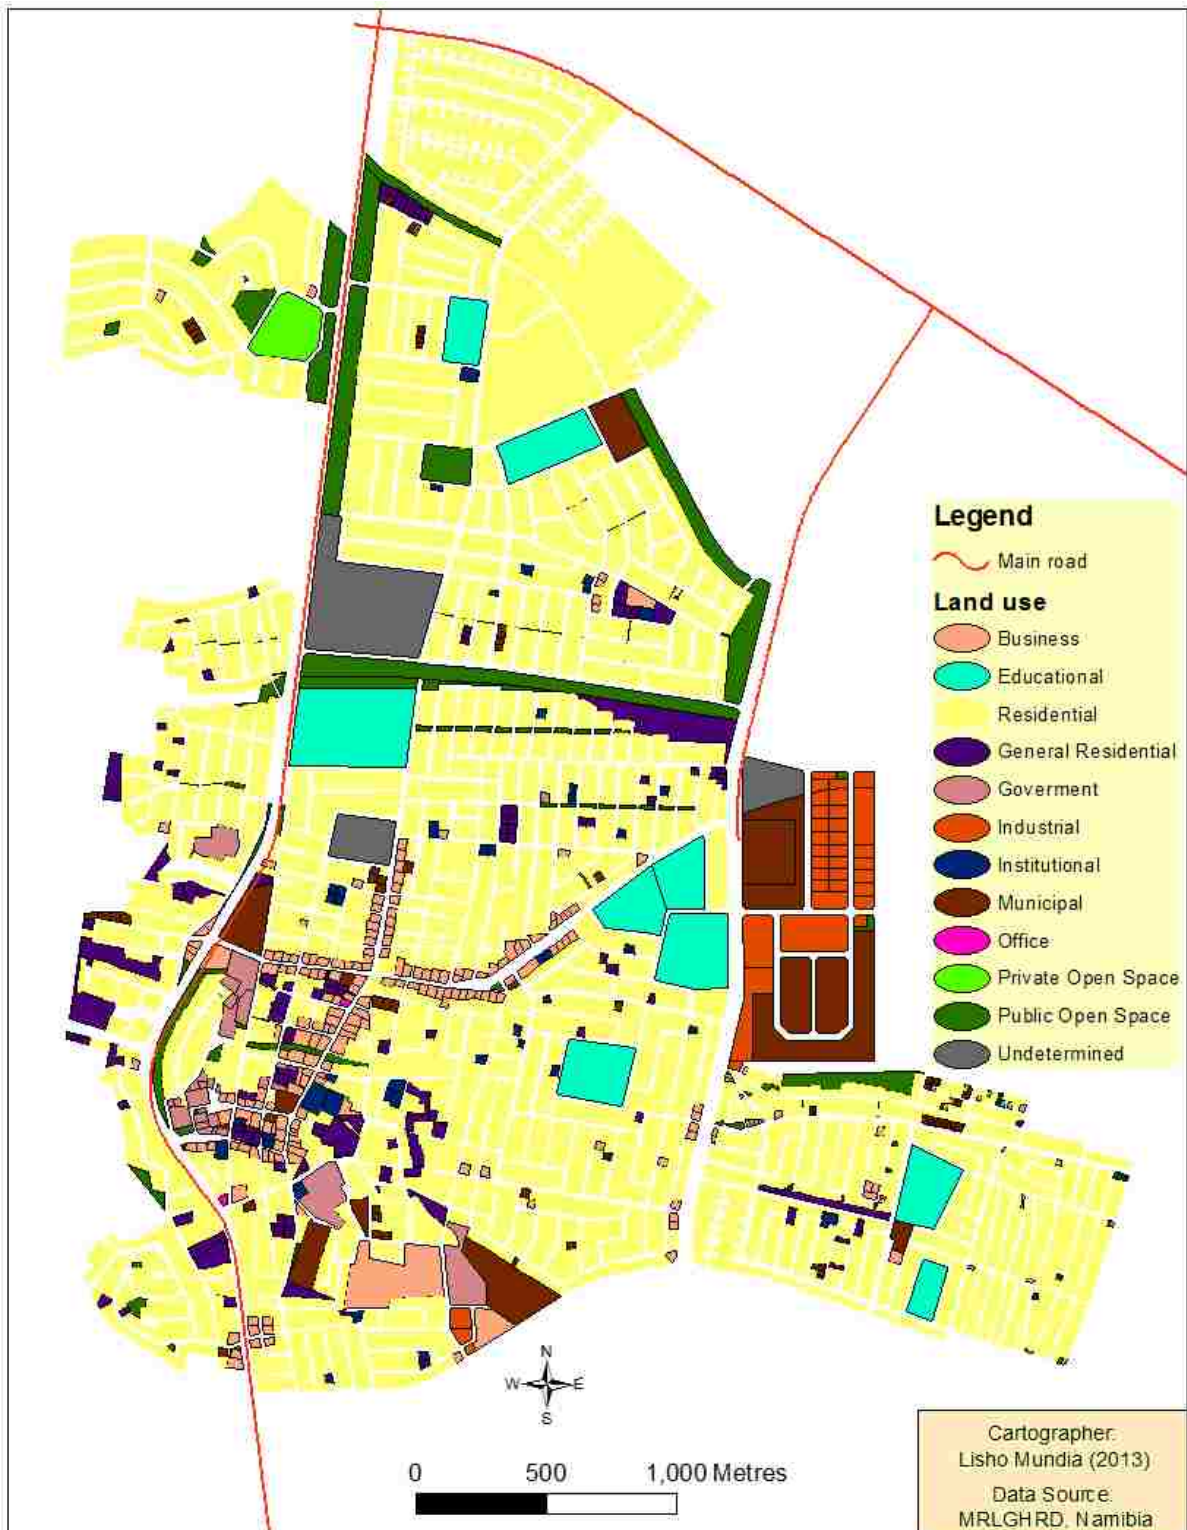 Legend
Main road
Land use
Business
Educational
Residential
General Residential
Goverment
Industrial
Institutional
Municipal
Office
Private Open Space
Public Open Space
Undetermined
N
W E
S
0 500 1,000 Metres
Cartographer:
Lisho Mundia (2013)
Data Source:
MRLGHRD, Namibia